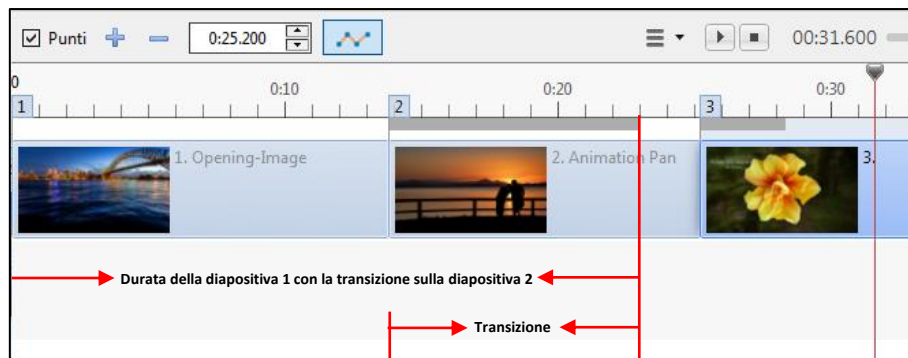 Punti 0:25.200 00:31.600
0 0:10 0:20 0:30
1 2 3
1. Opening-Image 2. Animation Pan 3.
Durata della diapositiva 1 con la transizione sulla diapositiva 2
Transizione